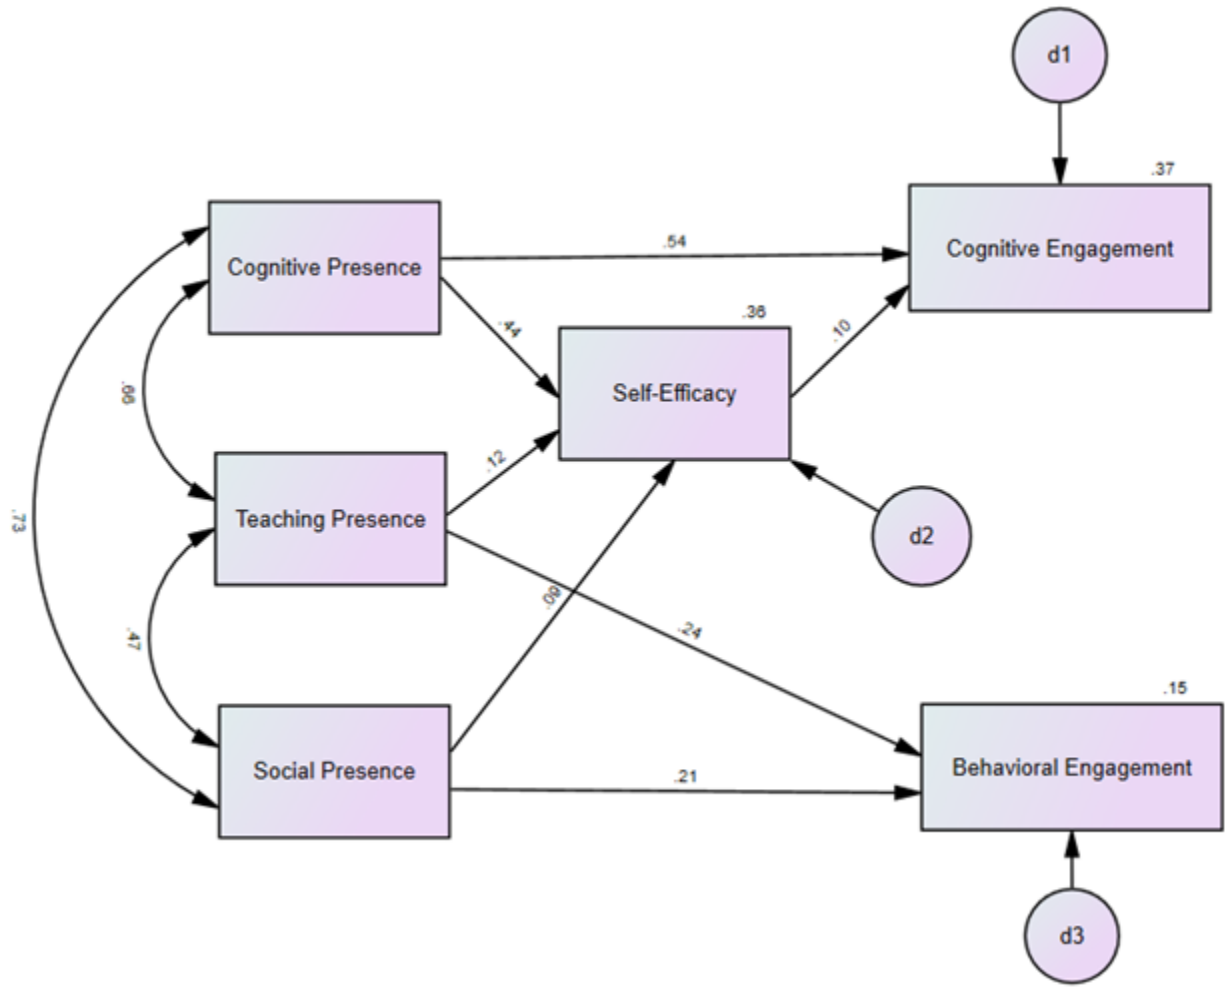 d1
.37
Cognitive Presence
.54
Cognitive Engagement
.44
.36
.10
Self-Efficacy
.66
.12
.73
Teaching Presence
d2
.47
.09
.24
.15
Social Presence
.21
Behavioral Engagement
d3